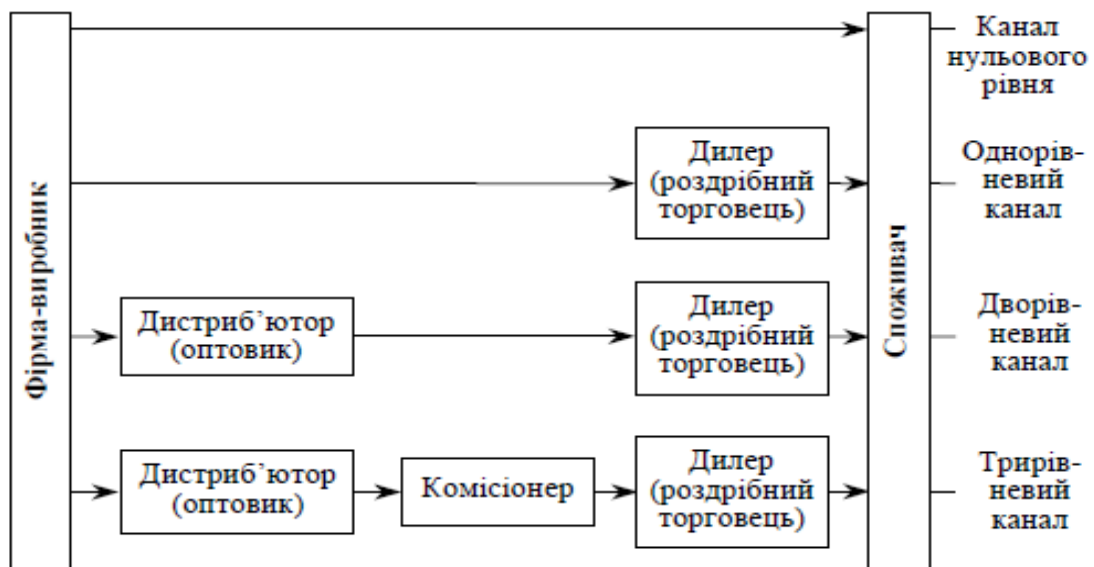 Фірма-виробник
Споживач
Канал
нульового
рівня
Дилер
(роздрібний
торговець)
Однорів-
невий
канал
Дистриб’ютор
(оптовик)
Дилер
(роздрібний
торговець)
Дворів-
невий
канал
Дистриб’ютор
(оптовик)
Комісіонер
Дилер
(роздрібний
торговець)
Трирів-
невий
канал